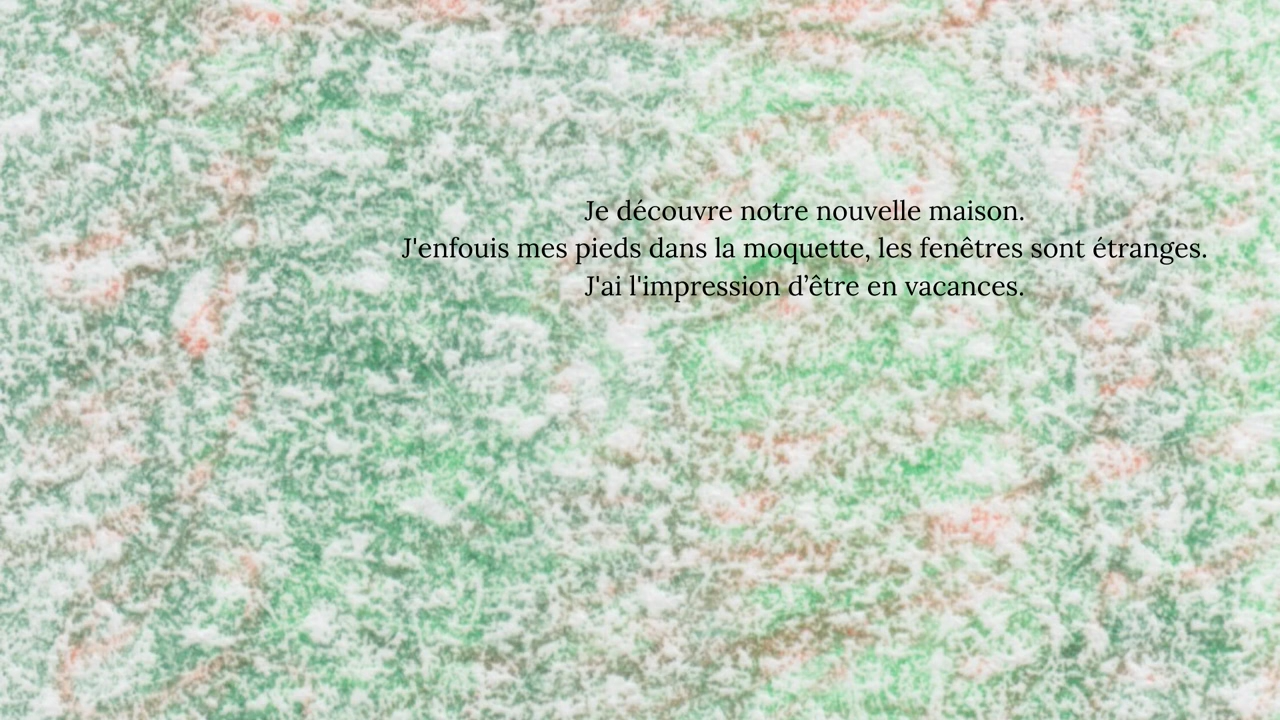 Je découvre notre nouvelle maison.
J'enfouis mes pieds dans la moquette, les fenêtres sont étranges.
J'ai l'impression d’être en vacances.